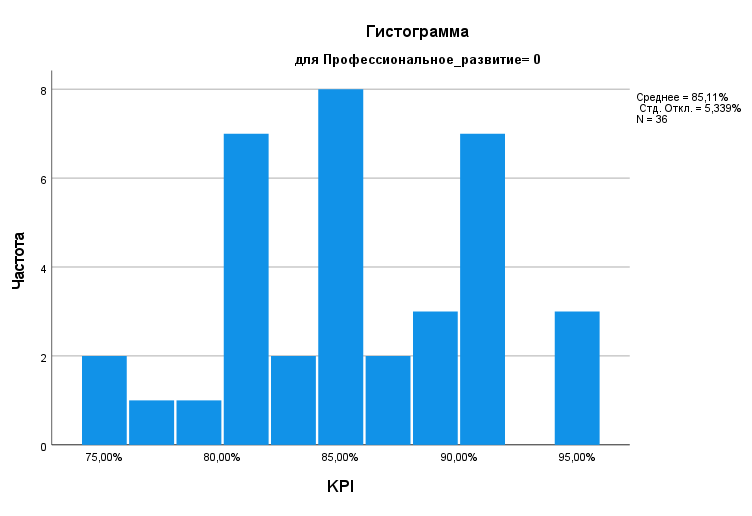 Гистограмма
для Профессиональное_развитие= 0
Среднее = 85,11%
Стд. Откл. = 5,339%
N = 36
Частота
8
6
4
2
0
75,00% 80,00% 85,00% 90,00% 95,00%
KPI